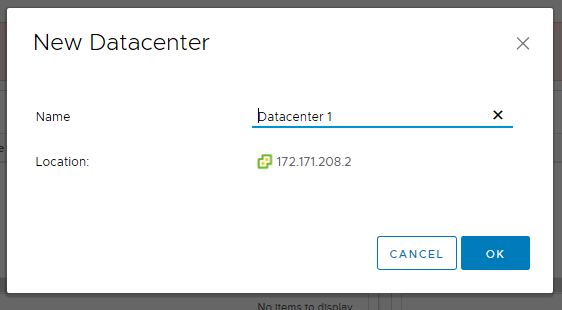 New Datacenter
Name
Datacenter 1
Location:
172.171.208.2
CANCEL
OK
No items to display